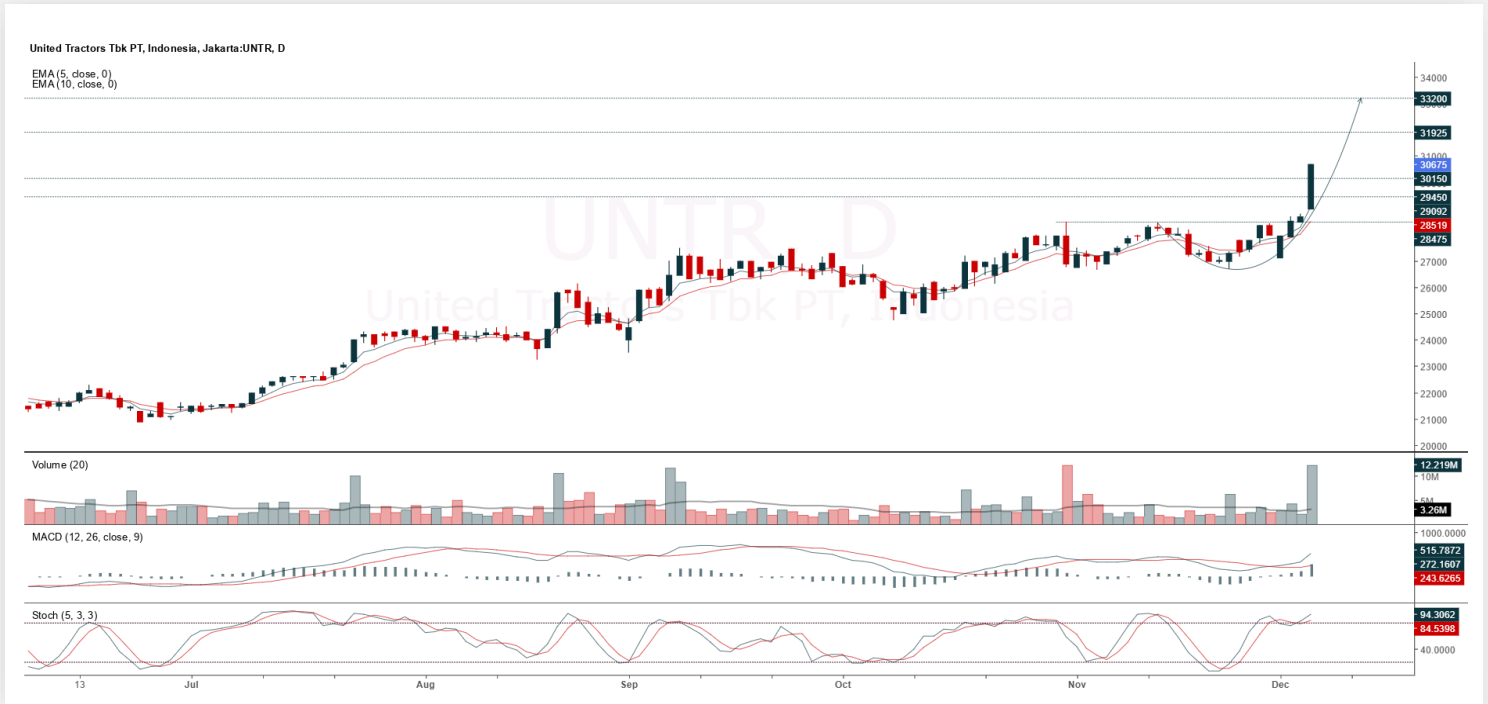 United Tractors Tbk PT, Indonesia, Jakarta:UNTR, D
EMA (5, close, 0)
EMA (10, close, 0)
34000
33200
31925
31000
30675
30150
29450
29092
28519
28475
27000
26000
25000
24000
23000
22000
21000
20000
UNTR, D
United Tractors Tbk PT, Indonesia
Volume (20)
12.219M
10M
5M
3.26M
MACD (12, 26, close, 9)
1000.0000
515.7872
272.1607
243.6265
Stoch (5, 3, 3)
94.3062
84.5398
40.0000
13 Jul Aug Sep Oct Nov Dec